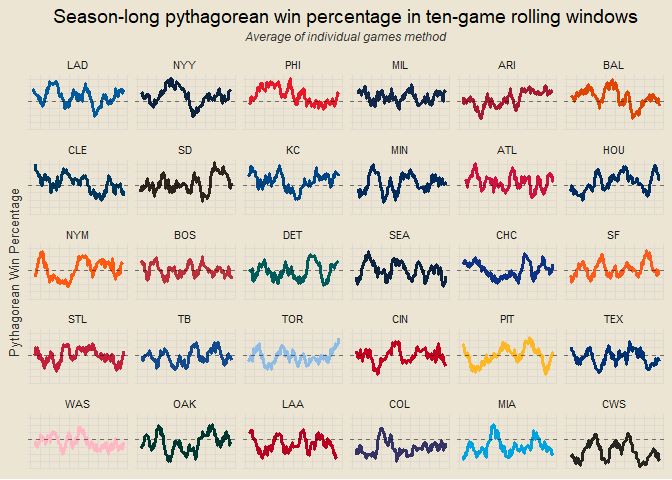 Season-long pythagorean win percentage in ten-game rolling windows
Average of individual games method
LAD NYY PHI MIL ARI BAL
CLE SD KC MIN ATL HOU
NYM BOS DET SEA CHC SF
STL TB TOR CIN PIT TEX
WAS OAK LAA COL MIA CWS
Pythagorean Win Percentage